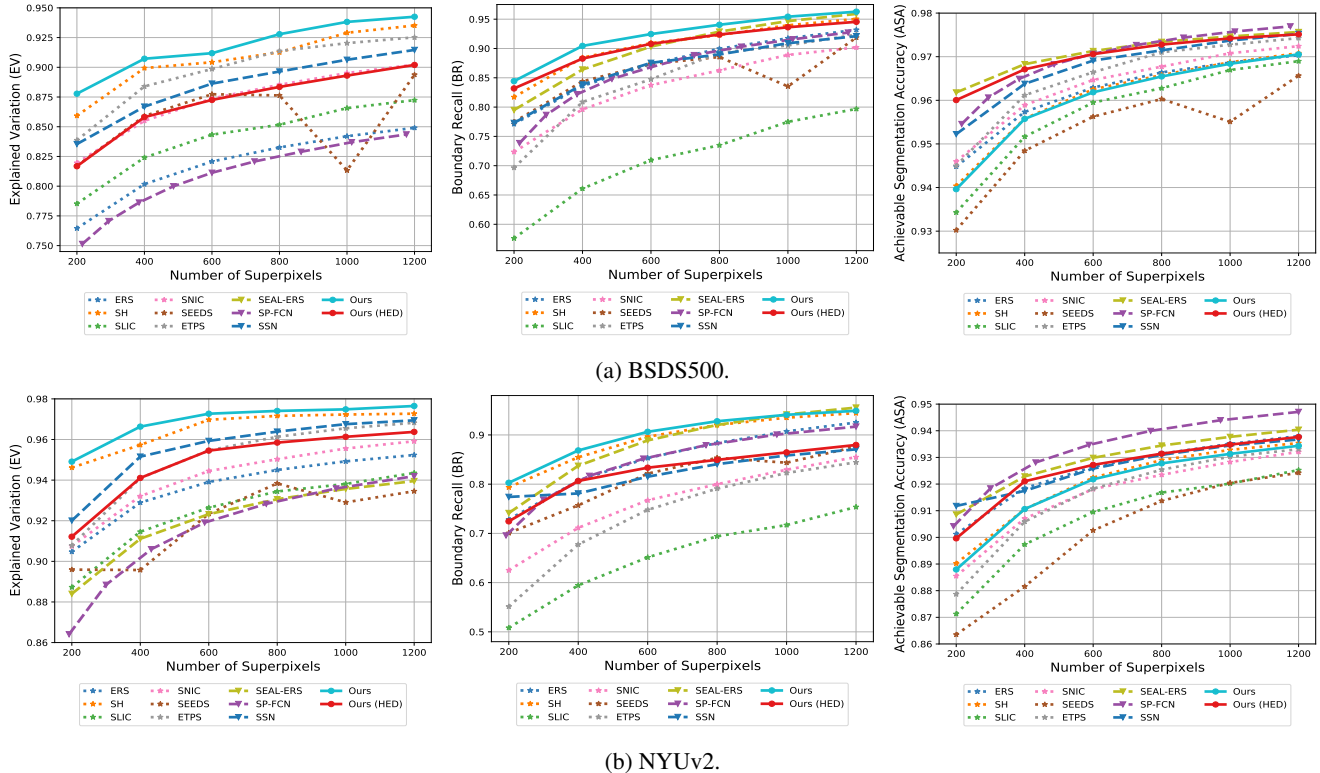 0.950
0.925
0.900
0.875
0.850
0.825
0.800
0.775
0.750
Explained Variation (EV)
200 400 600 800 1000 1200
Number of Superpixels
ERS SNIC SEAL-ERS Ours
SH SEEDS SP-FCN Ours (HED)
SLIC ETPS SSN
0.95
0.90
0.85
0.80
0.75
0.70
0.65
0.60
Boundary Recall (BR)
200 400 600 800 1000 1200
Number of Superpixels
ERS SNIC SEAL-ERS Ours
SH SEEDS SP-FCN Ours (HED)
SLIC ETPS SSN
0.98
0.97
0.96
0.95
0.94
0.93
Achievable Segmentation Accuracy (ASA)
200 400 600 800 1000 1200
Number of Superpixels
ERS SNIC SEAL-ERS Ours
SH SEEDS SP-FCN Ours (HED)
SLIC ETPS SSN
(a) BSDS500.
0.98
0.96
0.94
0.92
0.90
0.88
0.86
Explained Variation (EV)
200 400 600 800 1000 1200
Number of Superpixels
ERS SNIC SEAL-ERS Ours
SH SEEDS SP-FCN Ours (HED)
SLIC ETPS SSN
0.9
0.8
0.7
0.6
0.5
Boundary Recall (BR)
200 400 600 800 1000 1200
Number of Superpixels
ERS SNIC SEAL-ERS Ours
SH SEEDS SP-FCN Ours (HED)
SLIC ETPS SSN
0.95
0.94
0.93
0.92
0.91
0.90
0.89
0.88
0.87
0.86
Achievable Segmentation Accuracy (ASA)
200 400 600 800 1000 1200
Number of Superpixels
ERS SNIC SEAL-ERS Ours
SH SEEDS SP-FCN Ours (HED)
SLIC ETPS SSN
(b) NYUv2.